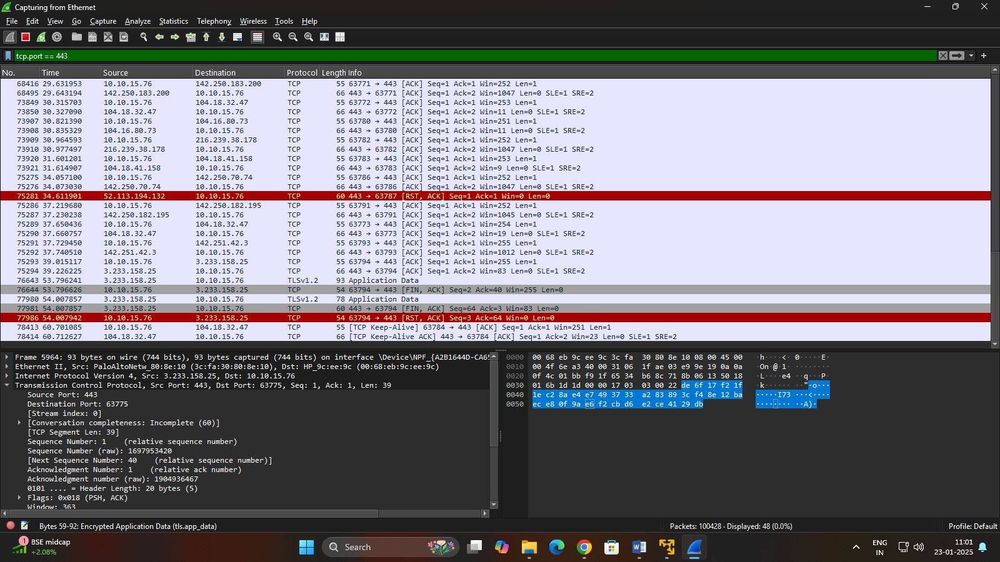 Capturing from Ethernet
File Edit View Go Capture Analyze Statistics Telephony Wireless Tools Help
tcp.port == 443
No. Time Source Destination Protocol Length Info
68416 29.631953 10.10.15.76 142.250.183.200 TCP 55 63771 → 443 [ACK] Seq=1 Ack=1 Win=252 Len=1
68495 29.643194 142.250.183.200 10.10.15.76 TCP 66 443 → 63771 [ACK] Seq=1 Ack=2 Win=1047 Len=0 SLE=1 SRE=2
73849 30.315703 10.10.15.76 104.18.32.47 TCP 55 63772 → 443 [ACK] Seq=1 Ack=1 Win=253 Len=1
73850 30.327090 104.18.32.47 10.10.15.76 TCP 66 443 → 63772 [ACK] Seq=1 Ack=2 Win=11 Len=0 SLE=1 SRE=2
73907 30.821390 10.10.15.76 104.16.80.73 TCP 55 63780 → 443 [ACK] Seq=1 Ack=1 Win=251 Len=1
73908 30.835329 104.16.80.73 10.10.15.76 TCP 66 443 → 63780 [ACK] Seq=1 Ack=2 Win=11 Len=0 SLE=1 SRE=2
73909 30.964593 10.10.15.76 216.239.38.178 TCP 55 63782 → 443 [ACK] Seq=1 Ack=1 Win=252 Len=1
73910 30.977497 216.239.38.178 10.10.15.76 TCP 66 443 → 63782 [ACK] Seq=1 Ack=2 Win=1047 Len=0 SLE=1 SRE=2
73920 31.601201 10.10.15.76 104.18.41.158 TCP 55 63783 → 443 [ACK] Seq=1 Ack=1 Win=253 Len=1
73921 31.614907 104.18.41.158 10.10.15.76 TCP 66 443 → 63783 [ACK] Seq=1 Ack=2 Win=9 Len=0 SLE=1 SRE=2
75275 34.057100 10.10.15.76 142.250.70.74 TCP 55 63786 → 443 [ACK] Seq=1 Ack=1 Win=252 Len=1
75276 34.073030 142.250.70.74 10.10.15.76 TCP 66 443 → 63786 [ACK] Seq=1 Ack=2 Win=1047 Len=0 SLE=1 SRE=2
75281 34.611901 52.113.194.132 10.10.15.76 TCP 60 443 → 63787 [RST, ACK] Seq=1 Ack=1 Win=0 Len=0
75286 37.219680 10.10.15.76 142.250.182.195 TCP 55 63791 → 443 [ACK] Seq=1 Ack=1 Win=252 Len=1
75287 37.230238 142.250.182.195 10.10.15.76 TCP 66 443 → 63791 [ACK] Seq=1 Ack=2 Win=1045 Len=0 SLE=1 SRE=2
75289 37.650436 10.10.15.76 104.18.32.47 TCP 55 63773 → 443 [ACK] Seq=1 Ack=1 Win=254 Len=1
75290 37.660757 104.18.32.47 10.10.15.76 TCP 66 443 → 63773 [ACK] Seq=1 Ack=2 Win=19 Len=0 SLE=1 SRE=2
75291 37.729450 10.10.15.76 142.251.42.3 TCP 55 63793 → 443 [ACK] Seq=1 Ack=1 Win=255 Len=1
75292 37.740510 142.251.42.3 10.10.15.76 TCP 66 443 → 63793 [ACK] Seq=1 Ack=2 Win=1012 Len=0 SLE=1 SRE=2
75293 39.015117 10.10.15.76 3.233.158.25 TCP 55 63794 → 443 [ACK] Seq=1 Ack=1 Win=255 Len=1
75294 39.226225 3.233.158.25 10.10.15.76 TCP 66 443 → 63794 [ACK] Seq=1 Ack=2 Win=83 Len=0 SLE=1 SRE=2
76643 53.796241 3.233.158.25 10.10.15.76 TLSv1.2 93 Application Data
76644 53.796626 10.10.15.76 3.233.158.25 TCP 54 63794 → 443 [FIN, ACK] Seq=2 Ack=40 Win=255 Len=0
77980 54.007857 3.233.158.25 10.10.15.76 TLSv1.2 78 Application Data
77981 54.007857 3.233.158.25 10.10.15.76 TCP 60 443 → 63794 [FIN, ACK] Seq=64 Ack=3 Win=83 Len=0
77986 54.007942 10.10.15.76 3.233.158.25 TCP 54 63794 → 443 [RST, ACK] Seq=3 Ack=64 Win=0 Len=0
78413 60.701085 10.10.15.76 104.18.32.47 TCP 55 [TCP Keep-Alive] 63784 → 443 [ACK] Seq=1 Ack=1 Win=251 Len=1
78414 60.712627 104.18.32.47 10.10.15.76 TCP 66 [TCP Keep-Alive ACK] 443 → 63784 [ACK] Seq=1 Ack=2 Win=23 Len=0 SLE=1 SRE=2
Frame 5964: 93 bytes on wire (744 bits), 93 bytes captured (744 bits) on interface \Device\NPF_{A2B1644D-CA65
Ethernet II, Src: PaloAltoNetw_80:8e:10 (3c:fa:30:80:8e:10), Dst: HP_9c:ee:9c (00:68:eb:9c:ee:9c)
Internet Protocol Version 4, Src: 3.233.158.25, Dst: 10.10.15.76
Transmission Control Protocol, Src Port: 443, Dst Port: 63775, Seq: 1, Ack: 1, Len: 39
Source Port: 443
Destination Port: 63775
[Stream index: 0]
[Conversation completeness: Incomplete (60)]
[TCP Segment Len: 39]
Sequence Number: 1 (relative sequence number)
Sequence Number (raw): 1697953420
[Next Sequence Number: 40 (relative sequence number)]
Acknowledgment Number: 1 (relative ack number)
Acknowledgment number (raw): 1904936467
0101 .... = Header Length: 20 bytes (5)
Flags: 0x018 (PSH, ACK)
Window: 363
0000 00 68 eb 9c ee 9c 3c fa 30 80 8e 10 08 00 45 00 ·h····<· 0·····E·
0010 00 4f 6e a3 40 00 31 06 1f ae 03 e9 9e 19 0a 0a ·On·@·1· ········
0020 0f 4c 01 bb f9 1f 65 34 b6 8c 71 8b 06 13 50 18 ·L····e4 ··q···P·
0030 01 6b 1d 1d 00 00 17 03 03 00 22 de 6f 17 f2 1f ·k······ ··"·o···
0040 1e c2 8a e4 e7 49 37 33 a2 83 89 3c f4 8e 12 ba ·····I73 ···<····
0050 ec e8 0f 9a e6 f2 cb d6 e2 ce 41 29 db ········ ··A)·
Bytes 59-92: Encrypted Application Data (tls.app_data)
Packets: 100428 · Displayed: 48 (0.0%)
Profile: Default
1
BSE midcap
+2.08%
Search
ENG
IN
11:01
23-01-2025